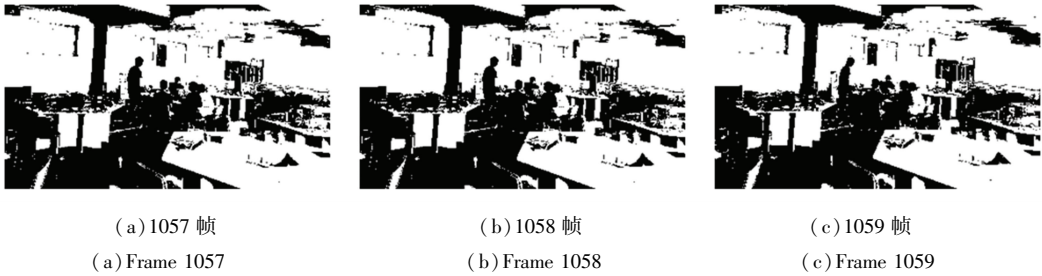 (a)1057 帧
(b)1058 帧
(c)1059 帧
(a)Frame 1057
(b)Frame 1058
(c)Frame 1059